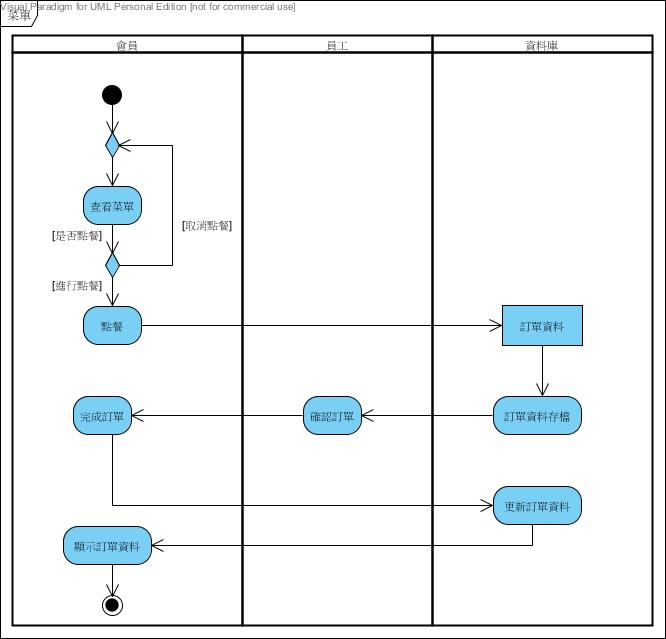 Visual Paradigm for UML Personal Edition [not for commercial use]
菜單
會員
員工
資料庫
查看菜單
[取消點餐]
[是否點餐]
[進行點餐]
點餐
訂單資料
完成訂單
確認訂單
訂單資料存檔
更新訂單資料
顯示訂單資料